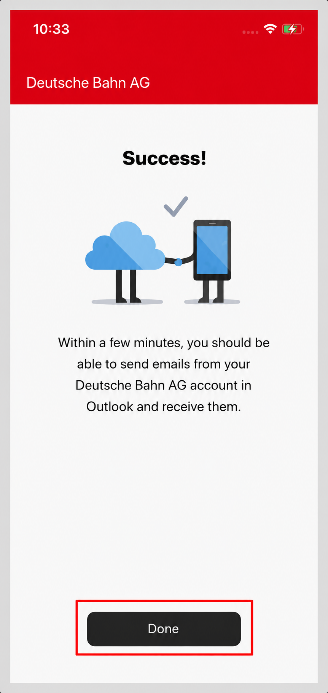 10:33
Deutsche Bahn AG
Success!
Within a few minutes, you should be
able to send emails from your
Deutsche Bahn AG account in
Outlook and receive them.
Done